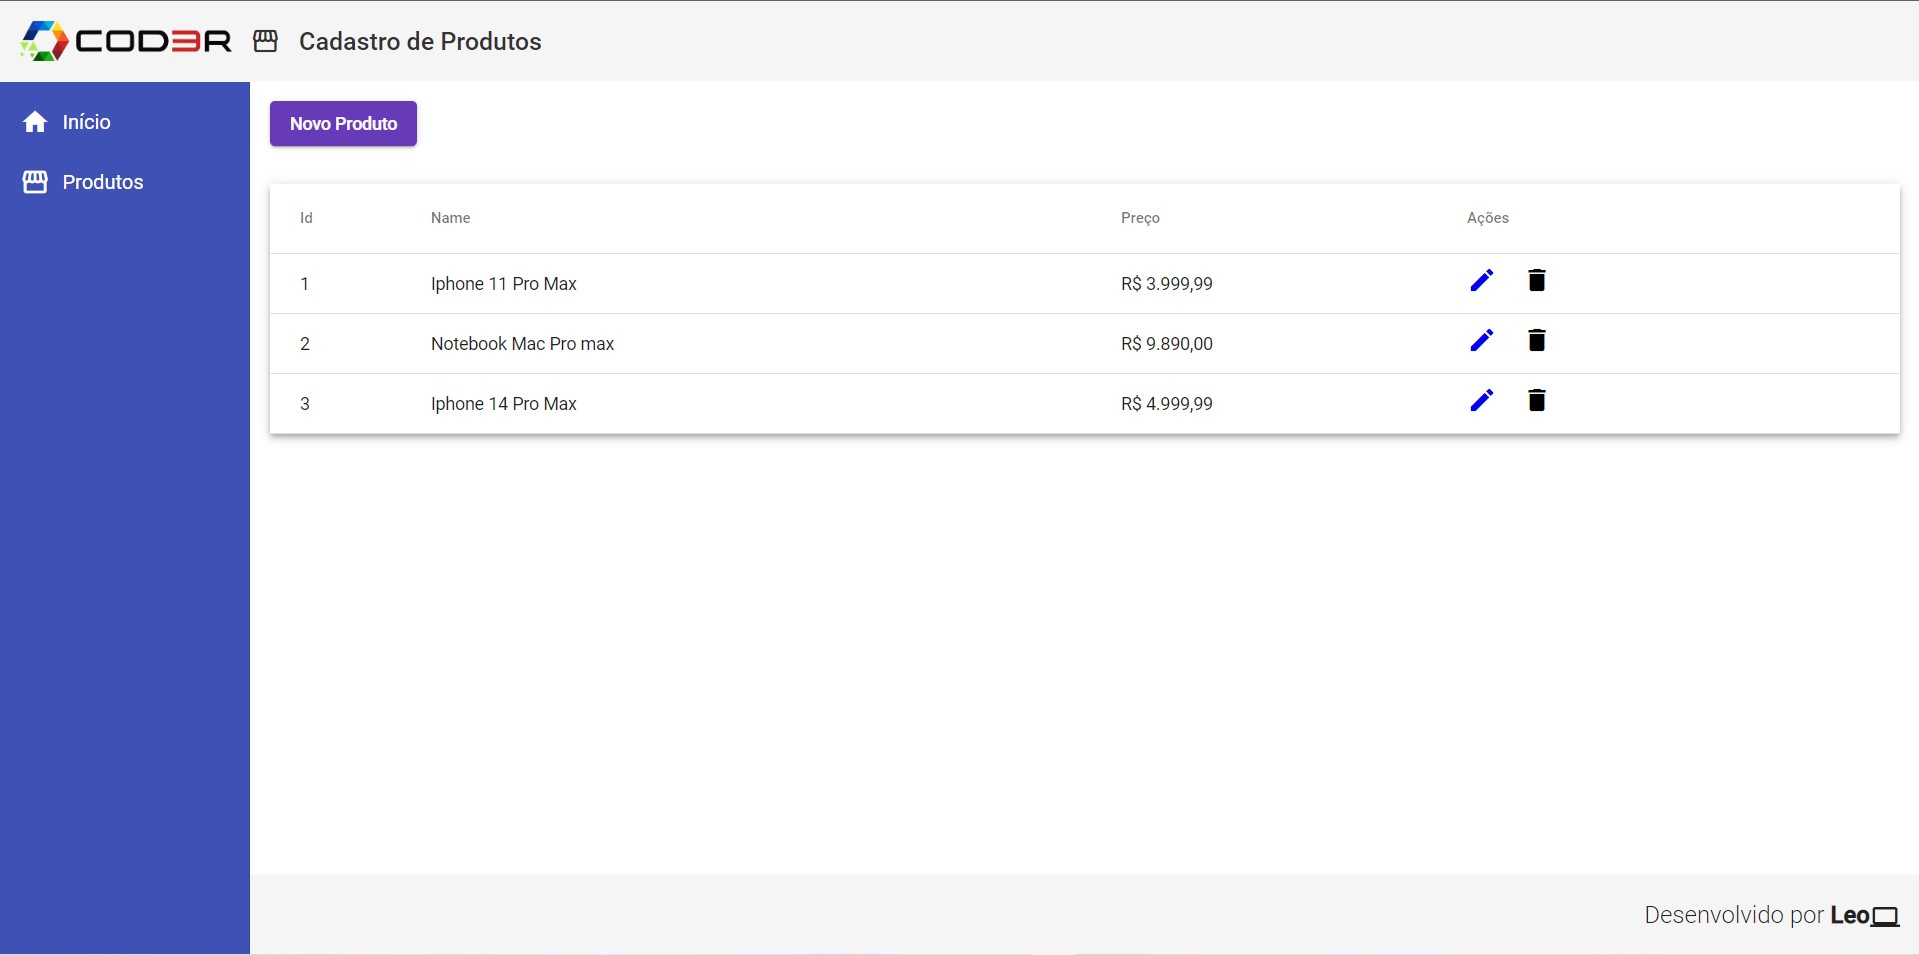 COD3R Cadastro de Produtos
Início
Produtos
Novo Produto
Id Name Preço Ações
1 Iphone 11 Pro Max R$ 3.999,99
2 Notebook Mac Pro max R$ 9.890,00
3 Iphone 14 Pro Max R$ 4.999,99
Desenvolvido por Leo